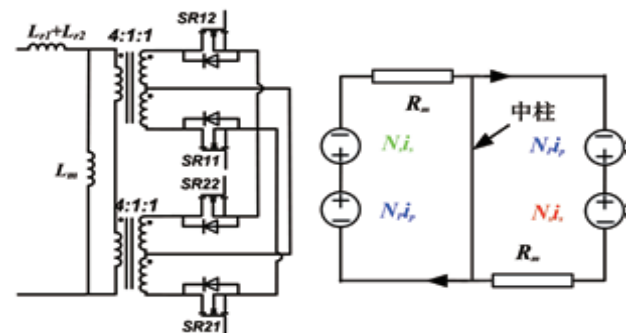 Lr1+Lr2
4:1:1
SR12
SR11
Lm
SR22
4:1:1
SR21
Rm
中柱
Nsis
Npip
Npip
Nsis
Rm